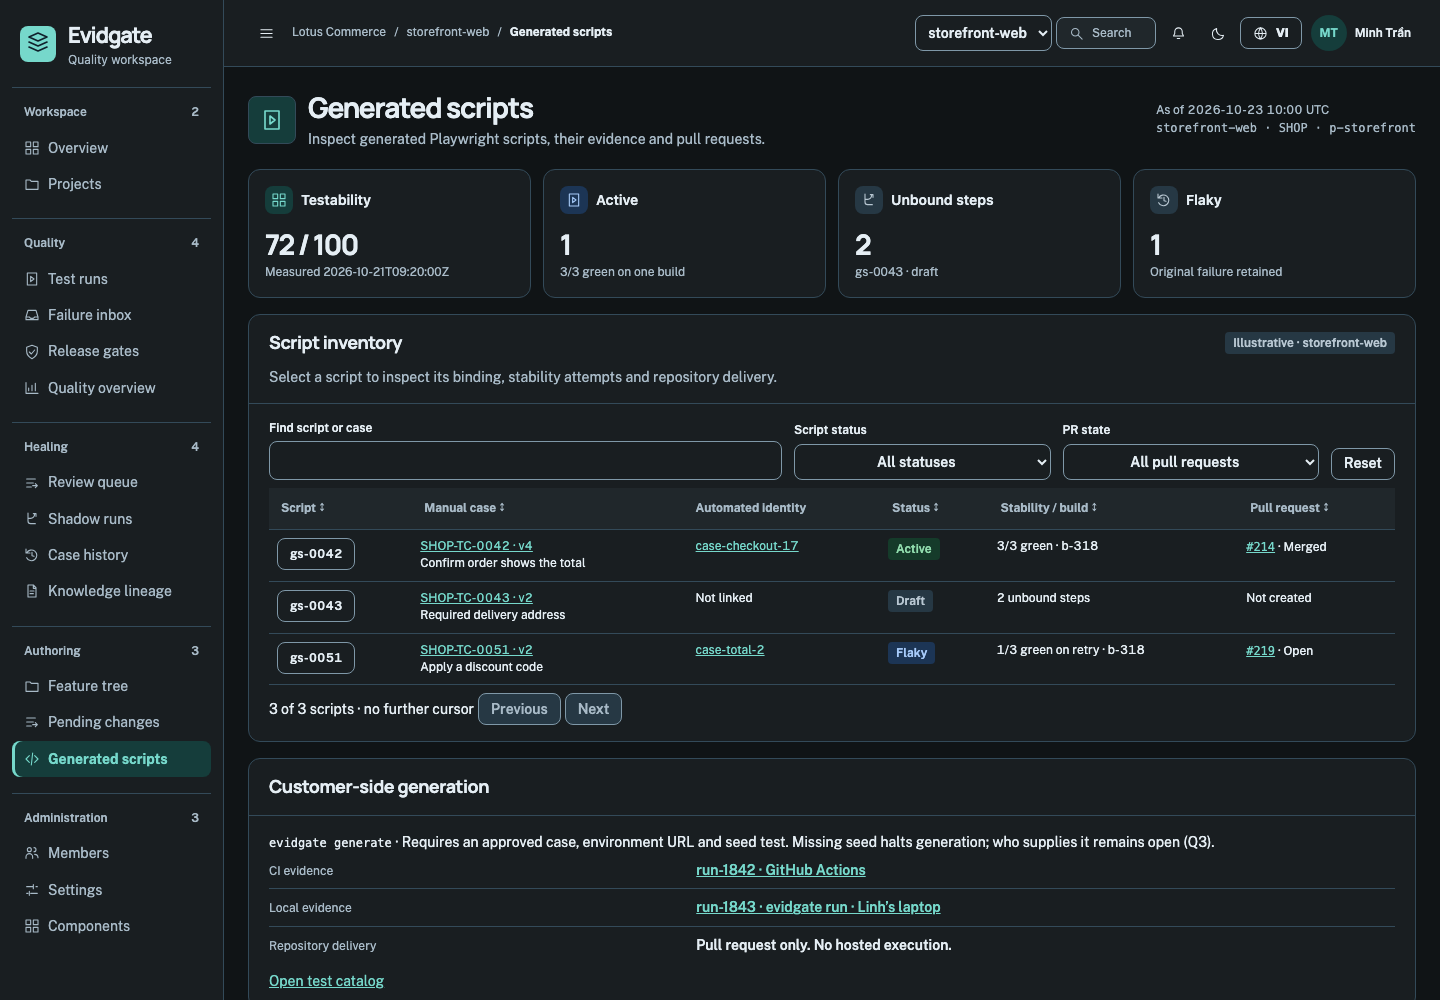 Evidgate
Quality workspace
Workspace 2
Overview
Projects
Quality 4
Test runs
Failure inbox
Release gates
Quality overview
Healing 4
Review queue
Shadow runs
Case history
Knowledge lineage
Authoring 3
Feature tree
Pending changes
Generated scripts
Administration 3
Members
Settings
Components
Lotus Commerce / storefront-web / Generated scripts
storefront-web
Search
VI
MT Minh Trần
Generated scripts
Inspect generated Playwright scripts, their evidence and pull requests.
As of 2026-10-23 10:00 UTC
storefront-web · SHOP · p-storefront
Testability
72 / 100
Measured 2026-10-21T09:20:00Z
Active
1
3/3 green on one build
Unbound steps
2
gs-0043 · draft
Flaky
1
Original failure retained
Script inventory
Illustrative · storefront-web
Select a script to inspect its binding, stability attempts and repository delivery.
Find script or case
Script status
All statuses
PR state
All pull requests
Reset
Script ↕ Manual case ↕ Automated identity Status ↕ Stability / build ↕ Pull request ↕
gs-0042 SHOP-TC-0042 · v4 case-checkout-17 Active 3/3 green · b-318 #214 · Merged
Confirm order shows the total
gs-0043 SHOP-TC-0043 · v2 Not linked Draft 2 unbound steps Not created
Required delivery address
gs-0051 SHOP-TC-0051 · v2 case-total-2 Flaky 1/3 green on retry · b-318 #219 · Open
Apply a discount code
3 of 3 scripts · no further cursor Previous Next
Customer-side generation
evidgate generate · Requires an approved case, environment URL and seed test. Missing seed halts generation; who supplies it remains open (Q3).
CI evidence run-1842 · GitHub Actions
Local evidence run-1843 · evidgate run · Linh’s laptop
Repository delivery Pull request only. No hosted execution.
Open test catalog